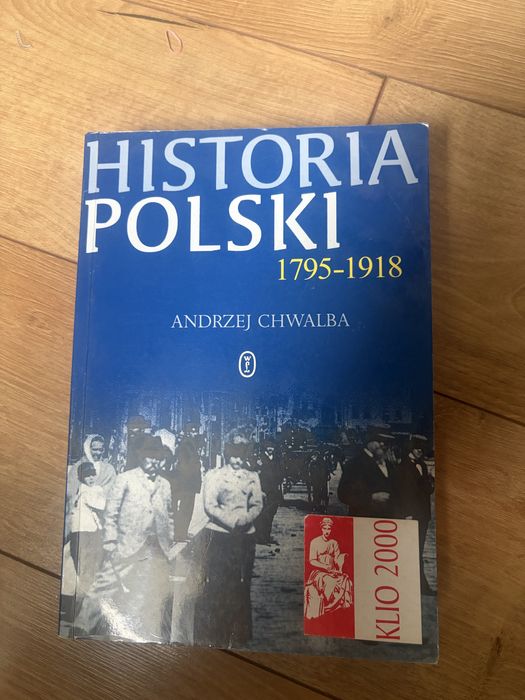 HISTORIA
POLSKI
1795-1918
ANDRZEJ CHWALBA
KLIO 2000